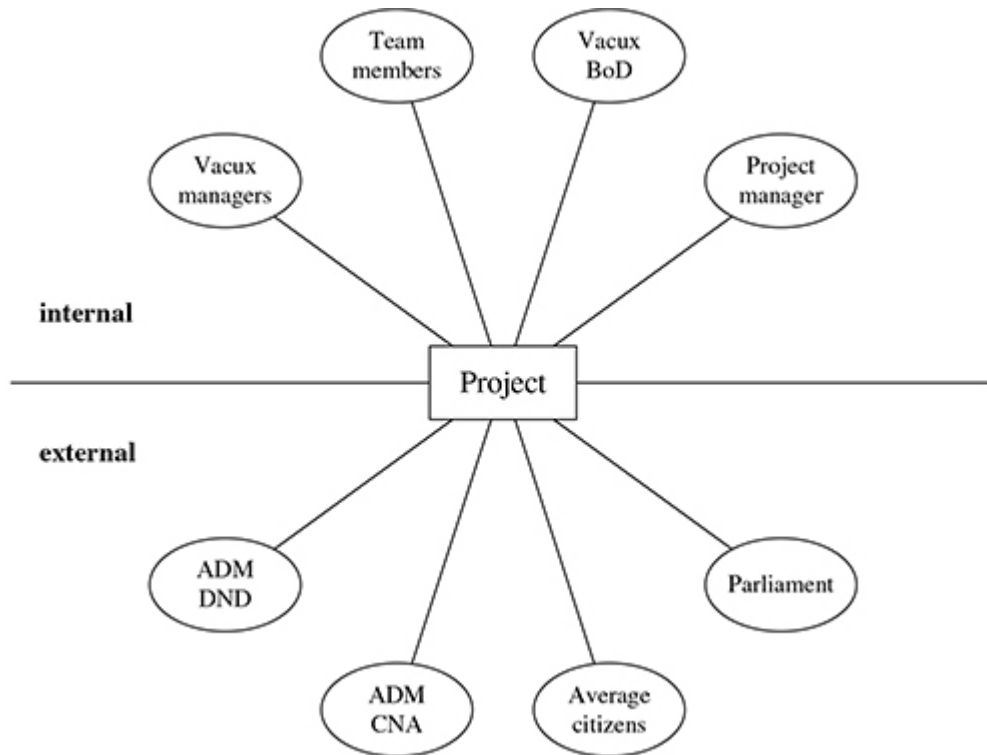 Team
members
Vacux
BoD
Vacux
managers
Project
manager
internal
Project
external
ADM
DND
Parliament
ADM
CNA
Average
citizens